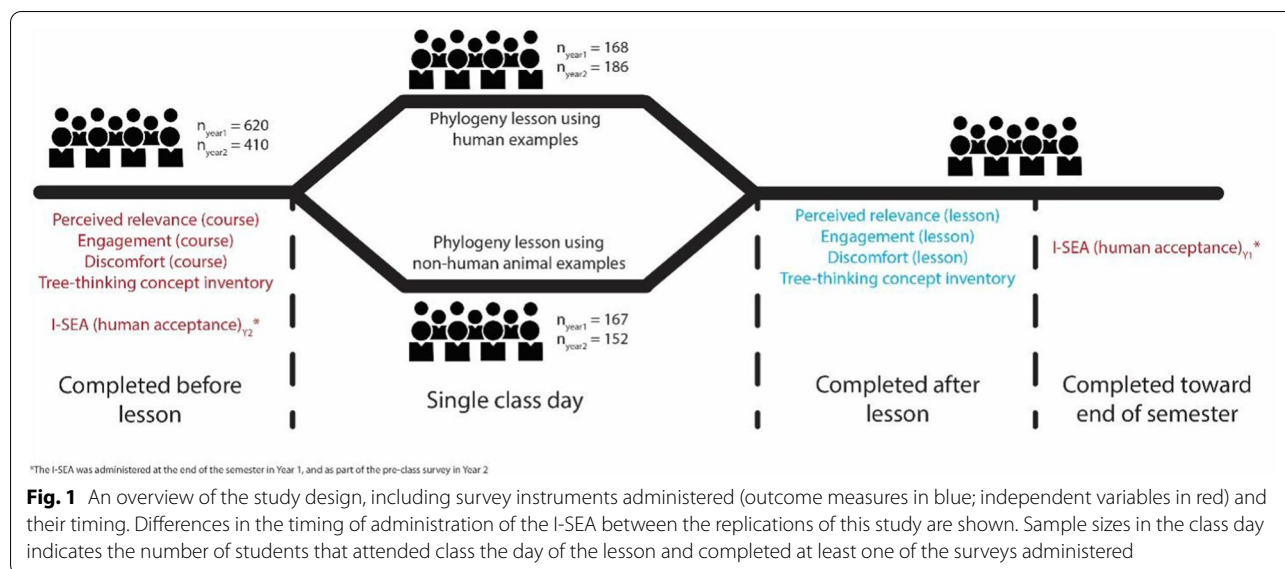 n year1 = 620
n year2 = 410
n year1 = 168
n year2 = 186
Phylogeny lesson using
human examples
Perceived relevance (course)
Engagement (course)
Discomfort (course)
Tree-thinking concept inventory
I-SEA (human acceptance) Y2*
Phylogeny lesson using
non-human animal examples
n year1 = 167
n year2 = 152
Perceived relevance (lesson)
Engagement (lesson)
Discomfort (lesson)
Tree-thinking concept inventory
I-SEA (human acceptance) Y1*
Completed before
lesson
Single class day
Completed after
lesson
Completed toward
end of semester
*The I-SEA was administered at the end of the semester in Year 1, and as part of the pre-class survey in Year 2
Fig. 1 An overview of the study design, including survey instruments administered (outcome measures in blue; independent variables in red) and
their timing. Differences in the timing of administration of the I-SEA between the replications of this study are shown. Sample sizes in the class day
indicates the number of students that attended class the day of the lesson and completed at least one of the surveys administered